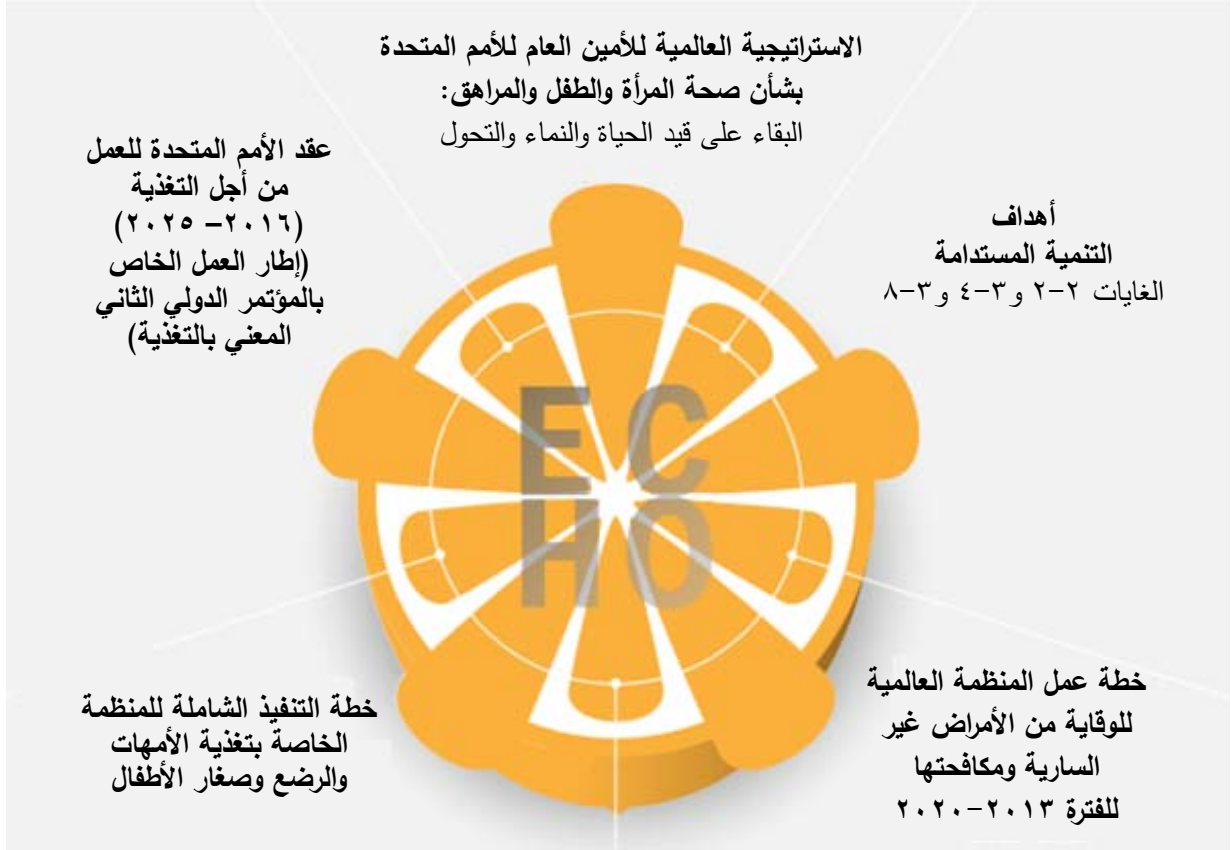 الاستراتيجية العالمية للأمين العام للأمم المتحدة
بشأن صحة المرأة والطفل والمراهق:
البقاء على قيد الحياة والنماء والتحول
أهداف
التنمية المستدامة
الغايات ٢-٢ و٣-٤ و٣-٨
عقد الأمم المتحدة للعمل
من أجل التغذية
(٢٠١٦– ٢٠٢٥)
(إطار العمل الخاص
بالمؤتمر الدولي الثاني
المعني بالتغذية)
EC
HO
خطة عمل المنظمة العالمية
للوقاية من الأمراض غير
السارية ومكافحتها
للفترة ٢٠١٣-٢٠٢٠
خطة التنفيذ الشاملة للمنظمة
الخاصة بتغذية الأمهات
والرضع وصغار الأطفال